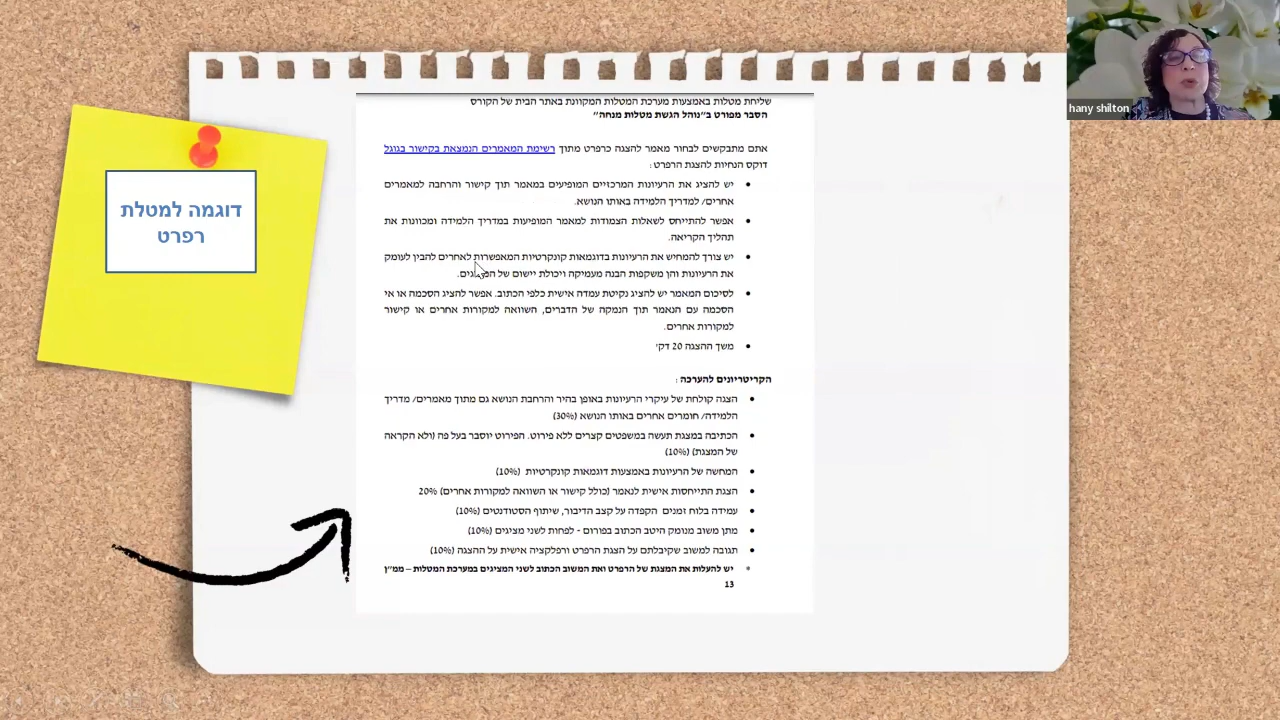 hany shilton
דוגמה למטלת
רפרט
שליחת מטלות באמצעות מערכת המטלות המקוונת באתר הבית של הקורס
הסבר מפורט ב"נוהל הגשת מטלות מנחה"
אתם מתבקשים לבחור מאמר להצגה כרפרט מתוך רשימת המאמרים הנמצאת בקישור בגוגל
דוקס הנחיות להצגת הרפרט :
• יש להציג את הרעיונות המרכזיים המופיעים במאמר תוך קישור והרחבה למאמרים
אחרים/ למדריך הלמידה באותו הנושא.
• אפשר להתייחס לשאלות הצמודות למאמר המופיעות במדריך הלמידה ומכוונות את
תהליך הקריאה.
• יש צורך להמחיש את הרעיונות בדוגמאות קונקרטיות המאפשרות לאחרים להבין לעומק
את הרעיונות והן משקפות הבנה מעמיקה ויכולת יישום של
• לסיכום המאמר יש להציג נקיטת עמדה אישית כלפי הכתוב. אפשר להציג הסכמה או אי
הסכמה עם הנאמר תוך הנמקה של הדברים, השוואה למקורות אחרים או קישור
למקורות אחרים.
• משך ההצגה 20 דק'
הקריטריונים להערכה :
• הצגה קולחת של עיקרי הרעיונות באופן בהיר והרחבת הנושא גם מתוך מאמרים/ מדריך
הלמידה/ חומרים אחרים באותו הנושא (30%)
• הכתיבה במצגת תעשה במשפטים קצרים ללא פירוט. הפירוט יוסבר בעל פה (ולא הקראה
של המצגת) (10%)
• המחשה של הרעיונות באמצעות דוגמאות קונקרטיות (10%)
• הצגת התייחסות אישית לנאמר (כולל קישור או השוואה למקורות אחרים) 20%
• עמידה בלוח זמנים הקפדה על קצב הדיבור, שיתוף הסטודנטים (10%)
• מתן משוב מנומק היטב הכתוב בפורום - לפחות לשני מציגים (10%)
• תגובה למשוב שקיבלתם על הצגת הרפרט ורפלקציה אישית על ההצגה (10%)
• יש להעלות את המצגת של הרפרט ואת המשוב הכתוב לשני המציגים במערכת המטלות – ממ"ן
13